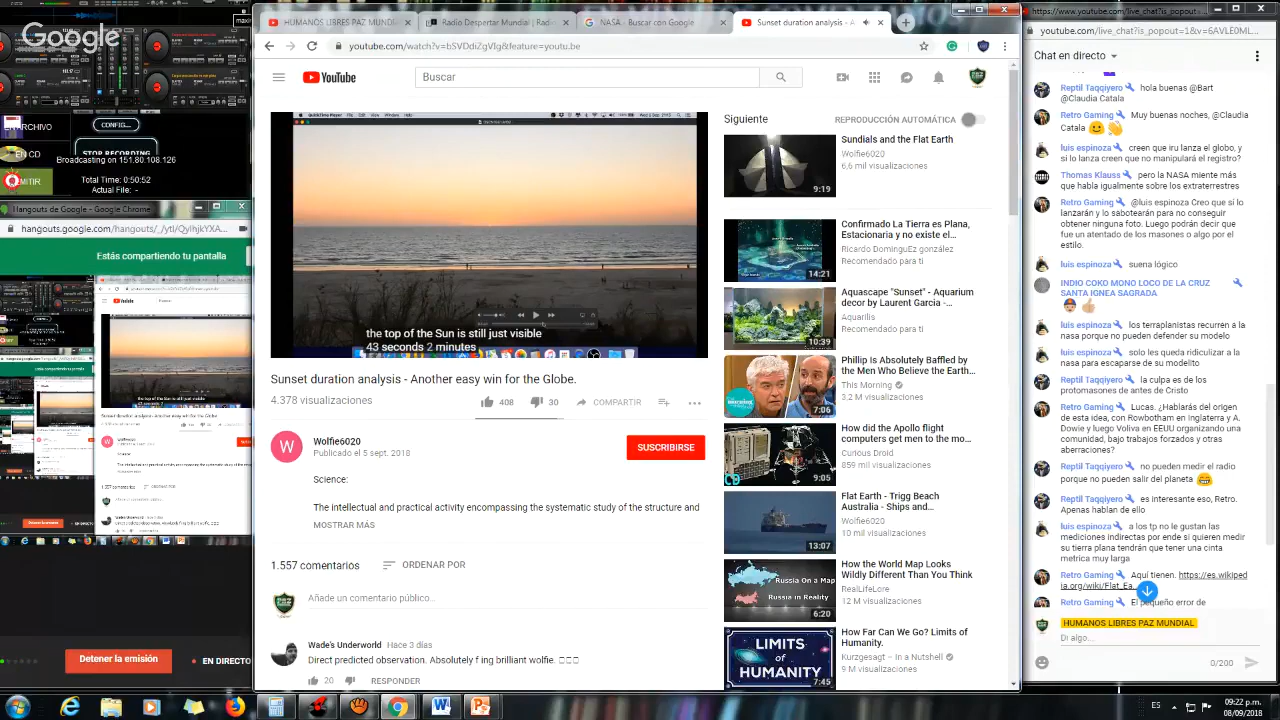 Google
ARCHIVO
CONFIG...
EN CD
STOP RECORDING
Broadcasting on 151.80.108.126
Total Time: 0:50:52
Actual File: -
Hangouts de Google - Google Chrome
Estás compartiendo tu pantalla
Detener la emisión
EN DIRECTO
HUMANOS LIBRES PAZ MUNDIAL
Radio Despertar Mundial
NASA - Buscar con Google
Sunset duration analysis - A
youtube.com/watch?v=bSVDoiZgVIg&feature=youtu.be
YouTube
Buscar
the top of the Sun is still just visible
43 seconds 2 minutes
Sunset duration analysis - Another easy win for the Globe.
4.378 visualizaciones
408
30
COMPARTIR
W
Wolfie6020
Publicado el 5 sept. 2018
SUSCRIBIRSE
Science:
The intellectual and practical activity encompassing the systematic study of the structure and
MOSTRAR MÁS
1.557 comentarios
ORDENAR POR
Añade un comentario público...
Wade's Underworld Hace 3 días
Direct predicted observation. Absolutely f ing brilliant wolfie.
20
RESPONDER
Siguiente
REPRODUCCIÓN AUTOMÁTICA
Sundials and the Flat Earth
Wolfie6020
6,6 mil visualizaciones
9:19
Confirmado La Tierra es Plana,
Estacionaria y no existe el...
Ricardo DominguEz gonzález
Recomendado para ti
14:21
Aquascape "Sunset" - Aquarium
decor by Laurent Garcia -...
Aquarilis
Recomendado para ti
10:39
Phillip Is Absolutely Baffled by
the Men Who Believe the Earth...
This Morning
3,2 M visualizaciones
7:06
How did the Apollo flight
computers get men to the mo...
Curious Droid
859 mil visualizaciones
9:05
Flat Earth - Trigg Beach
Australia - Ships and...
Wolfie6020
10 mil visualizaciones
13:07
How the World Map Looks
Wildly Different Than You Think
RealLifeLore
12 M visualizaciones
Russia On a Map
Russia in Reality
6:20
How Far Can We Go? Limits of
Humanity.
Kurzgesagt – In a Nutshell
9 M visualizaciones
LIMITS
of
HUMANITY
7:45
https://www.youtube.com/live_chat?is_popout
youtube.com/live_chat?is_popout=1&v=6AVLE0ML...
Chat en directo
Reptil Taqqiyero hola buenas @Bart
@Claudia Catala
Retro Gaming Muy buenas noches, @Claudia
Catala
luis espinoza creen que iru lanza el globo, y
si lo lanza creen que no manipulará el registro?
Thomas Klauss pero la NASA miente más
que habla igualmente sobre los extraterrestres
Retro Gaming @luis espinoza Creo que sí lo
lanzarán y lo sabotearán para no conseguir
obtener ninguna foto. Luego podrán decir que
fue un atentado de los masones o algo por el
estilo.
luis espinoza suena lógico
INDIO COKO MONO LOCO DE LA CRUZ
SANTA IGNEA SAGRADA
luis espinoza los terraplanistas recurren a la
nasa porque no pueden defender su modelo
luis espinoza solo les queda ridiculizar a la
nasa para escaparse de su modelito
Reptil Taqqiyero la culpa es de los
protomasones de antes de Cristo
Retro Gaming Lucas. ¿Hablarás del origen
de esta idea, con Rowbotham en Inglaterra y A.
Dowie y luego Voliva en EEUU organizando una
comunidad, bajo trabajos forzosos y otras
aberraciones?
Reptil Taqqiyero no pueden medir el radio
porque no pueden salir del planeta
Reptil Taqqiyero es interesante eso, Retro.
Apenas hablan de ello
luis espinoza a los tp no le gustan las
mediciones indirectas por ende si quieren medir
su tierra plana tendrán que tener una cinta
metrica muy larga
Retro Gaming Aquí tienen. https://es.wikiped
ia.org/wiki/Flat_Ea
Retro Gaming El pequeño error de
HUMANOS LIBRES PAZ MUNDIAL
Di algo...
0/200
ES
09:22 p.m.
08/09/2018